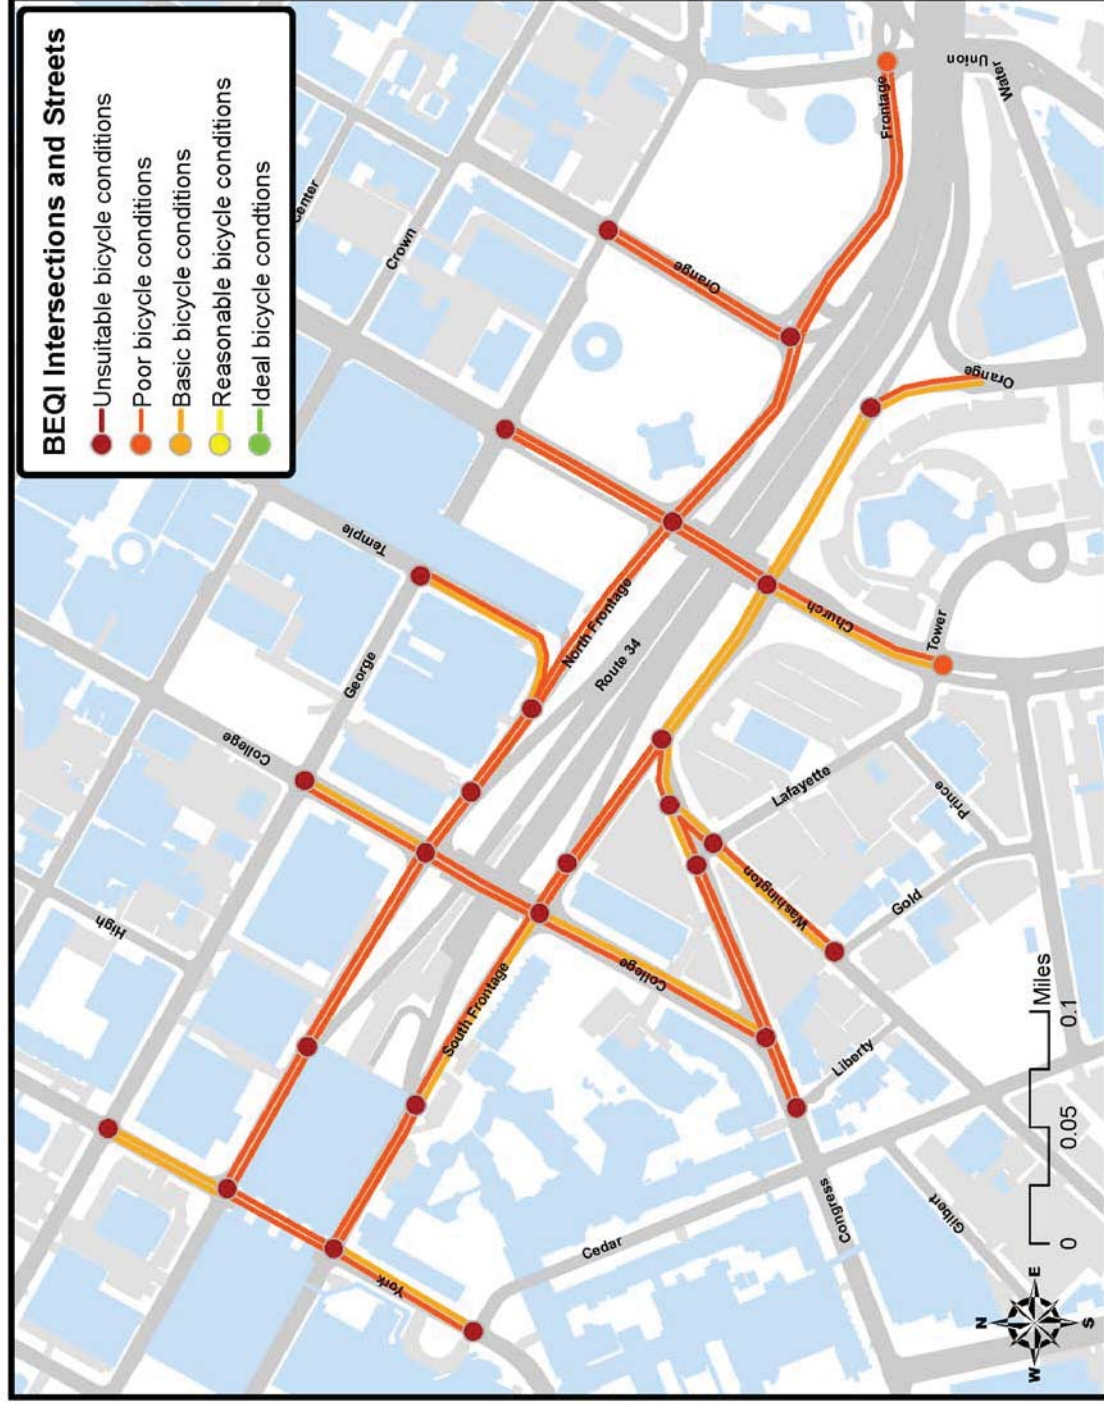 BEQI Intersections and Streets
Unsuitable bicycle conditions
Poor bicycle conditions
Basic bicycle conditions
Reasonable bicycle conditions
Ideal bicycle condtions
Center
Crown
Temple
George
College
High
North Frontage
Route 34
Orange
Frontage
Union
Water
Orange
Church
Tower
Lafayette
Prince
Washington
Gold
College
South Frontage
Liberty
York
Cedar
Congress
Gilbert
Miles
0
0.05
0.1
N
W
E
S